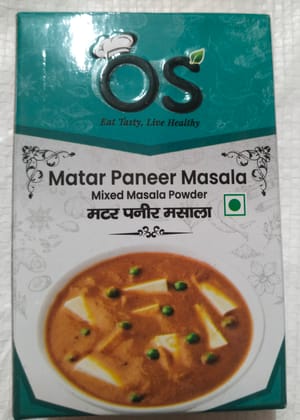 OS
Eat Tasty, Live Healthy
Matar Paneer Masala
Mixed Masala Powder
मटर पनीर मसाला